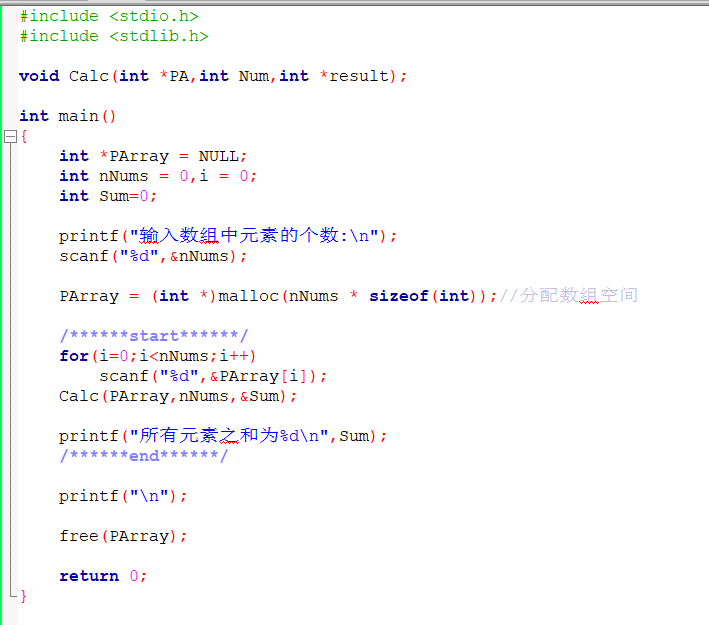 #include <stdio.h>
#include <stdlib.h>
void Calc(int *PA,int Num,int *result);
int main()
{
int *PArray = NULL;
int nNums = 0,i = 0;
int Sum=0;
printf("输入数组中元素的个数:\n");
scanf("%d",&nNums);
PArray = (int *)malloc(nNums * sizeof(int));//分配数组空间
/******start******/
for(i=0;i<nNums;i++)
scanf("%d",&PArray[i]);
Calc(PArray,nNums,&Sum);
printf("所有元素之和为%d\n",Sum);
/******end******/
printf("\n");
free(PArray);
return 0;
}